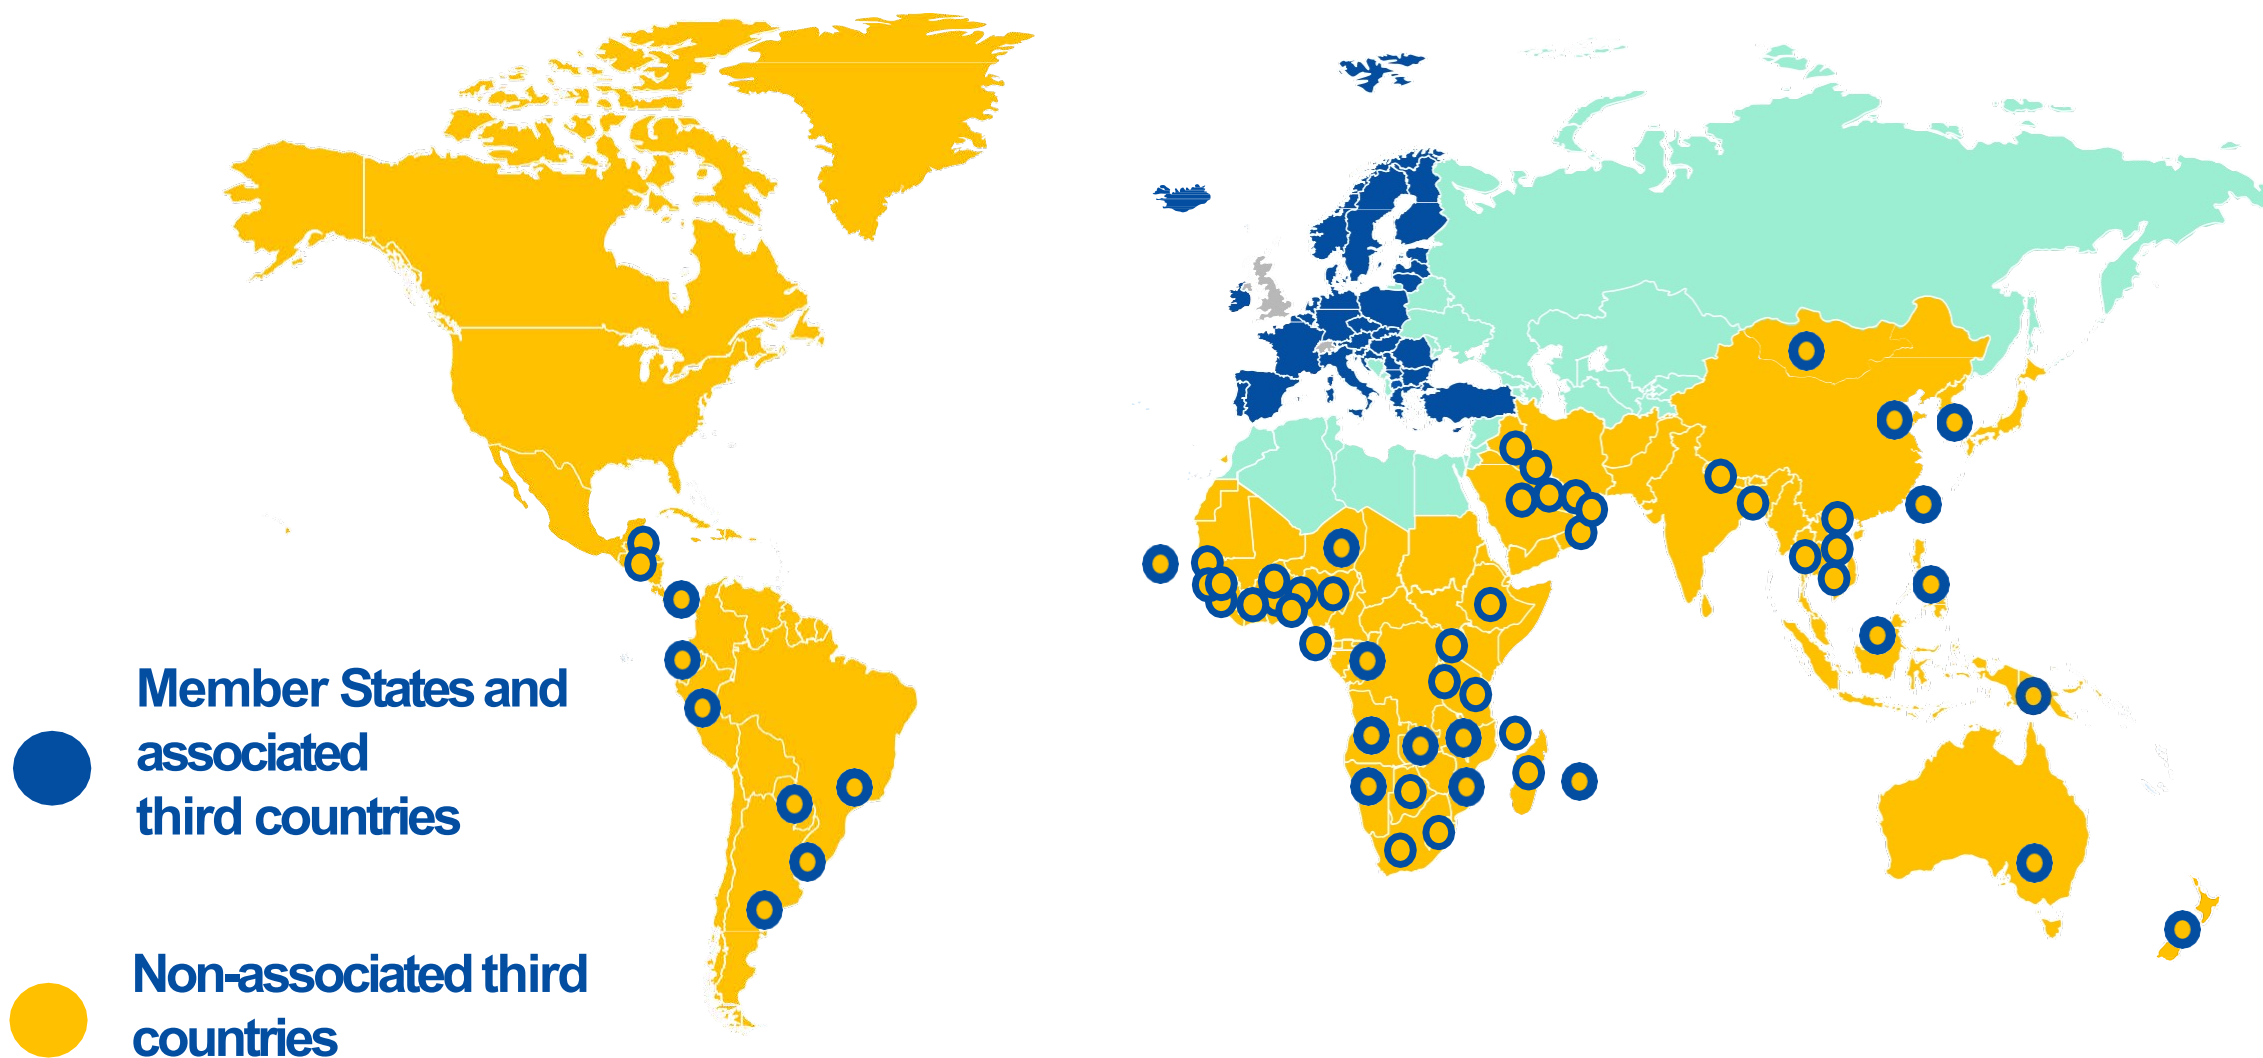 Member States and
associated
third countries
Non-associated third
countries